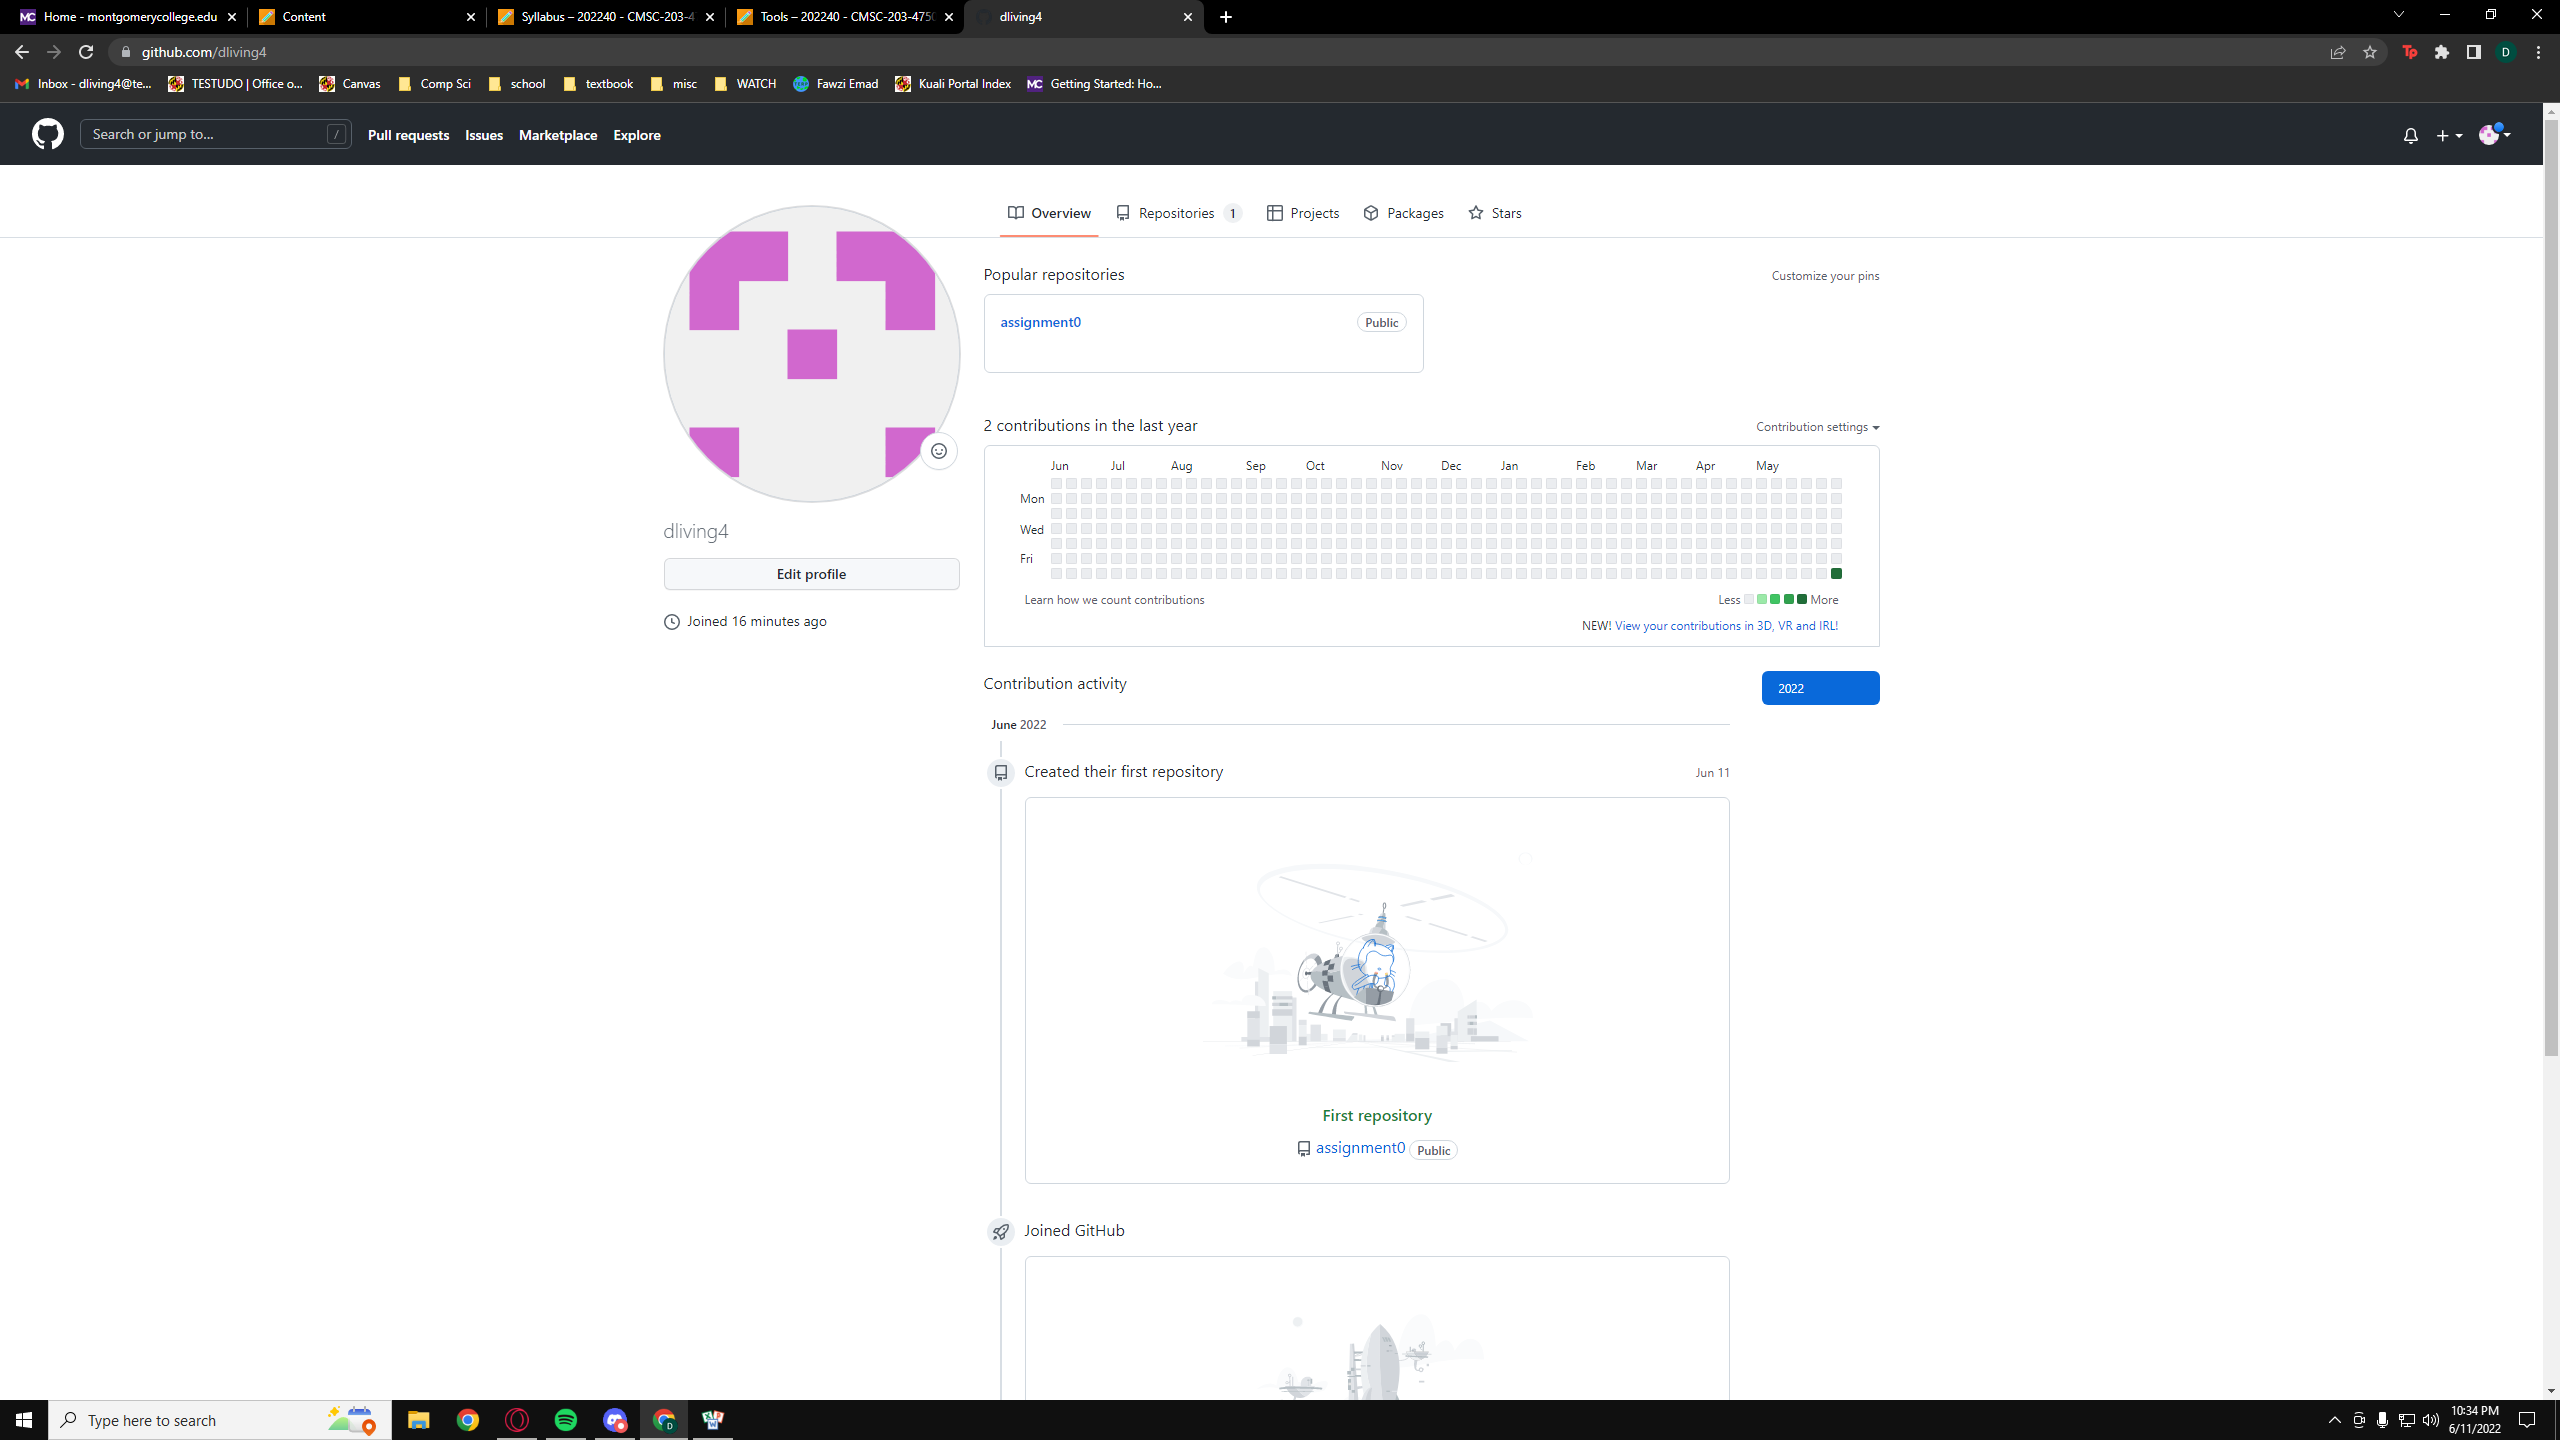 MC Home - montgomerycollege.edu
Content
Syllabus – 202240 - CMSC-203-4
Tools – 202240 - CMSC-203-475
dliving4
github.com/dliving4
Tp
D
Inbox - dliving4@te...
TESTUDO | Office o...
Canvas
Comp Sci
school
textbook
misc
WATCH
Fawzi Emad
Kuali Portal Index
MC Getting Started: Ho...
Search or jump to...
/
Pull requests
Issues
Marketplace
Explore
Overview
Repositories 1
Projects
Packages
Stars
Popular repositories
Customize your pins
assignment0
Public
2 contributions in the last year
Contribution settings
Jun Jul Aug Sep Oct Nov Dec Jan Feb Mar Apr May
Mon
Wed
Fri
Learn how we count contributions
Less More
NEW! View your contributions in 3D, VR and IRL!
dliving4
Edit profile
Joined 16 minutes ago
Contribution activity
2022
June 2022
Created their first repository
Jun 11
First repository
assignment0 Public
Joined GitHub
Type here to search
D
10:34 PM
6/11/2022